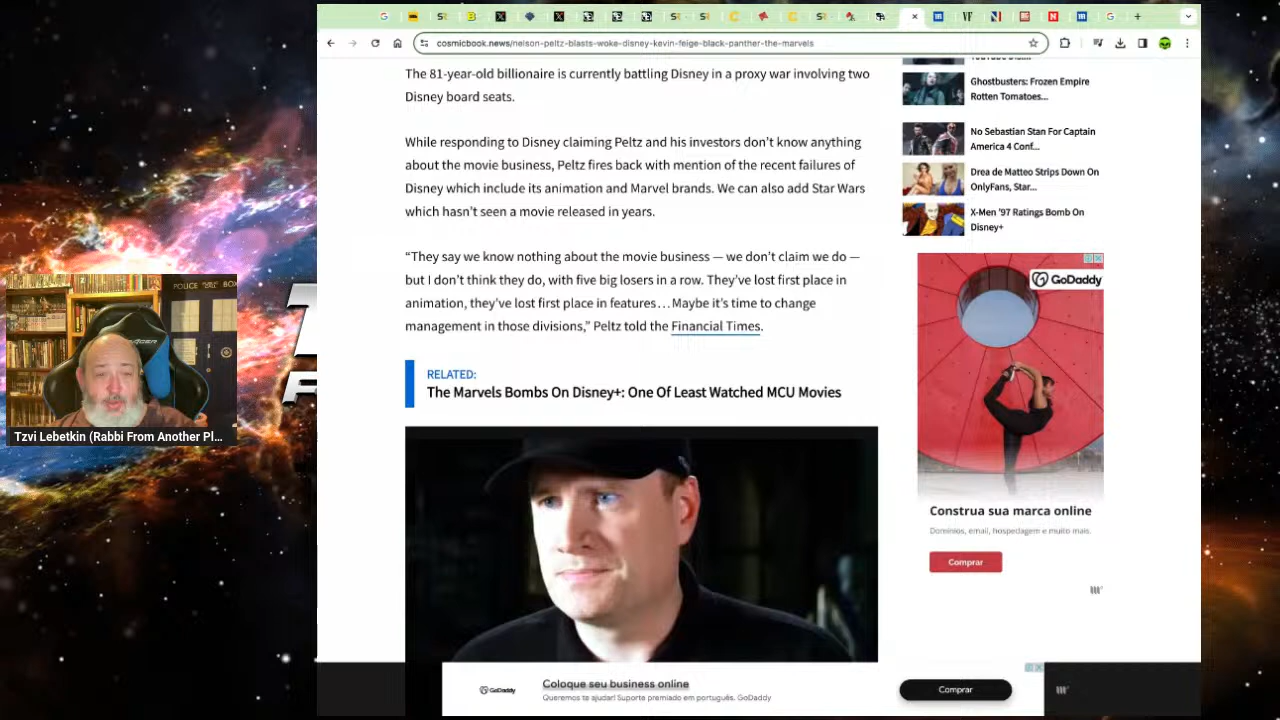 cosmicbook.news/nelson-peltz-blasts-woke-disney-kevin-feige-black-panther-the-marvels
The 81-year-old billionaire is currently battling Disney in a proxy war involving two
Disney board seats.
While responding to Disney claiming Peltz and his investors don’t know anything
about the movie business, Peltz fires back with mention of the recent failures of
Disney which include its animation and Marvel brands. We can also add Star Wars
which hasn’t seen a movie released in years.
“They say we know nothing about the movie business — we don’t claim we do —
but I don’t think they do, with five big losers in a row. They’ve lost first place in
animation, they’ve lost first place in features… Maybe it’s time to change
management in those divisions,” Peltz told the Financial Times.
RELATED:
The Marvels Bombs On Disney+: One Of Least Watched MCU Movies
Ghostbusters: Frozen Empire
Rotten Tomatoes...
No Sebastian Stan For Captain
America 4 Conf...
Drea de Matteo Strips Down On
OnlyFans, Star...
X-Men '97 Ratings Bomb On
Disney+
GoDaddy
Construa sua marca online
Domínios, email, hospedagem e muito mais.
Comprar
POLICE BOX
Tzvi Lebetkin (Rabbi From Another Pl...
GoDaddy
Coloque seu business online
Queremos te ajudar! Suporte premiado em português. GoDaddy
Comprar